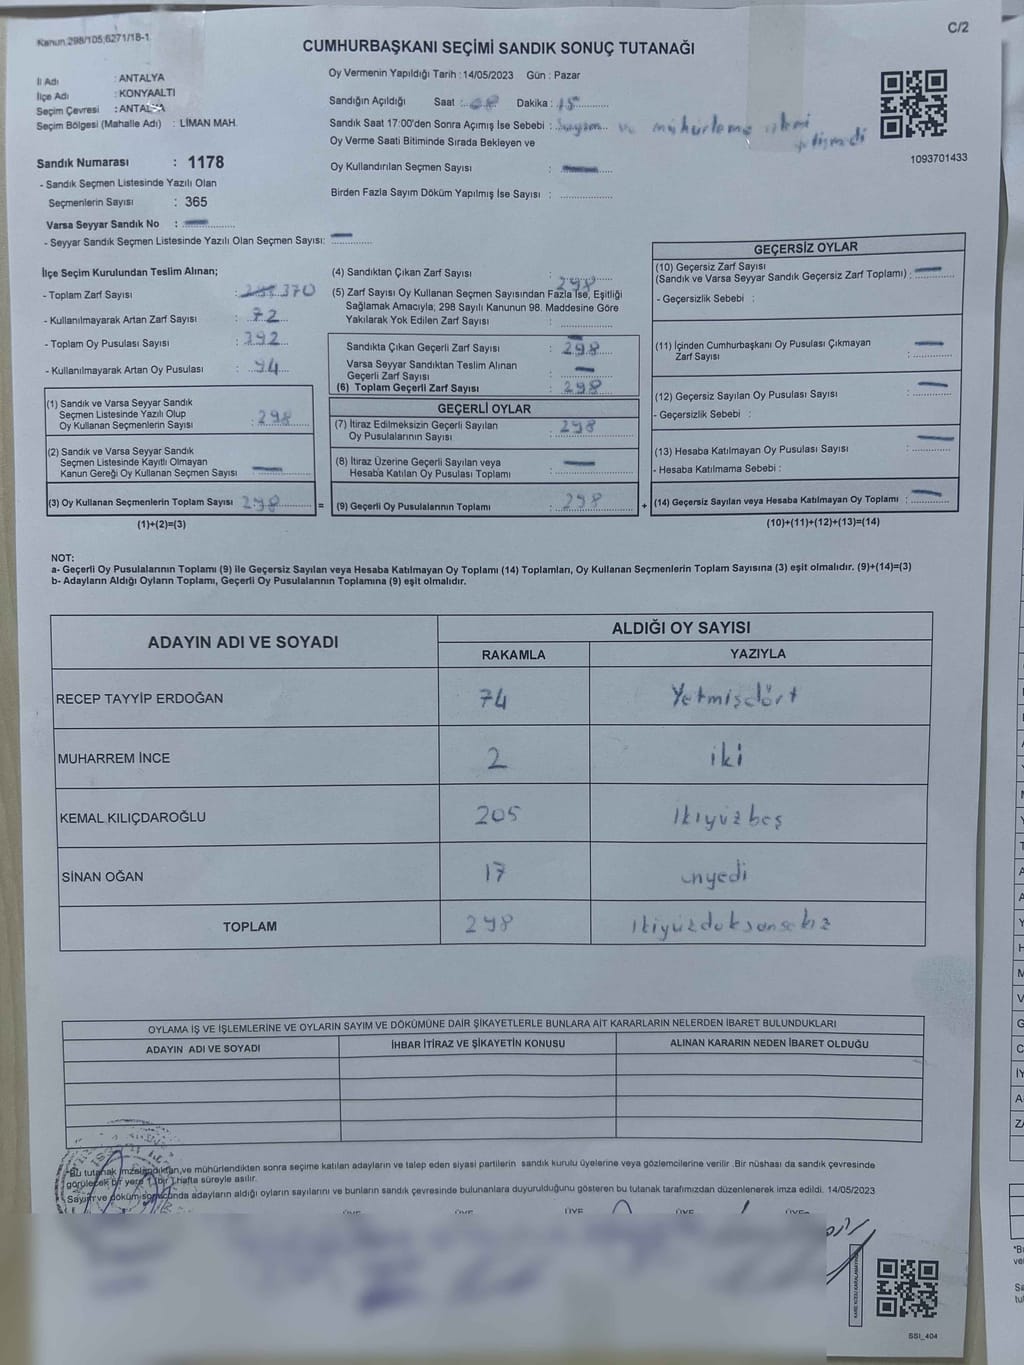 Kanun:298/105;6271/18-1
C/2
CUMHURBAŞKANI SEÇİMİ SANDIK SONUÇ TUTANAĞI
İl Adı : ANTALYA
İlçe Adı : KONYAALTI
Seçim Çevresi : ANTALYA
Seçim Bölgesi (Mahalle Adı) : LİMAN MAH.
Sandık Numarası : 1178
- Sandık Seçmen Listesinde Yazılı Olan
Seçmenlerin Sayısı : 365
Varsa Seyyar Sandık No :
- Seyyar Sandık Seçmen Listesinde Yazılı Olan Seçmen Sayısı:
Oy Vermenin Yapıldığı Tarih : 14/05/2023 Gün : Pazar
Sandığın Açıldığı Saat : 08 Dakika : 15
Sandık Saat 17:00'den Sonra Açımış İse Sebebi : Sayım ve mühürleme işlemi
yetişmedi
Oy Verme Saati Bitiminde Sırada Bekleyen ve
Oy Kullandırılan Seçmen Sayısı :
Birden Fazla Sayım Döküm Yapılmış İse Sayısı :
1093701433
İlçe Seçim Kurulundan Teslim Alınan;
- Toplam Zarf Sayısı : 370
- Kullanılmayarak Artan Zarf Sayısı : 72
- Toplam Oy Pusulası Sayısı : 392
- Kullanılmayarak Artan Oy Pusulası : 94
(1) Sandık ve Varsa Seyyar Sandık
Seçmen Listesinde Yazılı Olup
Oy Kullanan Seçmenlerin Sayısı : 298
(2) Sandık ve Varsa Seyyar Sandık
Seçmen Listesinde Kayıtlı Olmayan
Kanun Gereği Oy Kullanan Seçmen Sayısı :
(3) Oy Kullanan Seçmenlerin Toplam Sayısı : 298
(1)+(2)=(3)
(4) Sandıktan Çıkan Zarf Sayısı : 298
(5) Zarf Sayısı Oy Kullanan Seçmen Sayısından Fazla İse, Eşitliği
Sağlamak Amacıyla; 298 Sayılı Kanunun 98. Maddesine Göre
Yakılarak Yok Edilen Zarf Sayısı :
Sandıkta Çıkan Geçerli Zarf Sayısı : 298
Varsa Seyyar Sandıktan Teslim Alınan
Geçerli Zarf Sayısı :
(6) Toplam Geçerli Zarf Sayısı : 298
GEÇERLİ OYLAR
(7) İtiraz Edilmeksizin Geçerli Sayılan
Oy Pusulalarının Sayısı : 298
(8) İtiraz Üzerine Geçerli Sayılan veya
Hesaba Katılan Oy Pusulası Toplamı :
= (9) Geçerli Oy Pusulalarının Toplamı : 298 +
GEÇERSİZ OYLAR
(10) Geçersiz Zarf Sayısı
(Sandık ve Varsa Seyyar Sandık Geçersiz Zarf Toplamı) :
- Geçersizlik Sebebi :
(11) İçinden Cumhurbaşkanı Oy Pusulası Çıkmayan
Zarf Sayısı :
(12) Geçersiz Sayılan Oy Pusulası Sayısı :
- Geçersizlik Sebebi :
(13) Hesaba Katılmayan Oy Pusulası Sayısı :
- Hesaba Katılmama Sebebi :
(14) Geçersiz Sayılan veya Hesaba Katılmayan Oy Toplamı :
(10)+(11)+(12)+(13)=(14)
NOT:
a- Geçerli Oy Pusulalarının Toplamı (9) ile Geçersiz Sayılan veya Hesaba Katılmayan Oy Toplamı (14) Toplamları, Oy Kullanan Seçmenlerin Toplam Sayısına (3) eşit olmalıdır. (9)+(14)=(3)
b- Adayların Aldığı Oyların Toplamı, Geçerli Oy Pusulalarının Toplamına (9) eşit olmalıdır.
ADAYIN ADI VE SOYADI ALDIĞI OY SAYISI
RAKAMLA YAZIYLA
RECEP TAYYİP ERDOĞAN 74 Yetmişdört
MUHARREM İNCE 2 iki
KEMAL KILIÇDAROĞLU 205 ikiyüzbeş
SİNAN OĞAN 17 onyedi
TOPLAM 298 ikiyüzdoksansekiz
OYLAMA İŞ VE İŞLEMLERİNE VE OYLARIN SAYIM VE DÖKÜMÜNE DAİR ŞİKAYETLERLE BUNLARA AİT KARARLARIN NELERDEN İBARET BULUNDUKLARI
ADAYIN ADI VE SOYADI İHBAR İTİRAZ VE ŞİKAYETİN KONUSU ALINAN KARARIN NEDEN İBARET OLDUĞU
*Bu tutanak imzalandıktan ve mühürlendikten sonra seçime katılan adayların ve talep eden siyasi partilerin sandık kurulu üyelerine veya gözlemcilerine verilir .Bir nüshası da sandık çevresinde
görülecek bir yere 1(bir) hafta süreyle asılır.
Sayım ve döküm sonucunda adayların aldığı oyların sayılarını ve bunların sandık çevresinde bulunanlara duyurulduğunu gösteren bu tutanak tarafımızdan düzenlenerek imza edildi. 14/05/2023
ÜYE ÜYE ÜYE ÜYE ÜYE
SSI_404